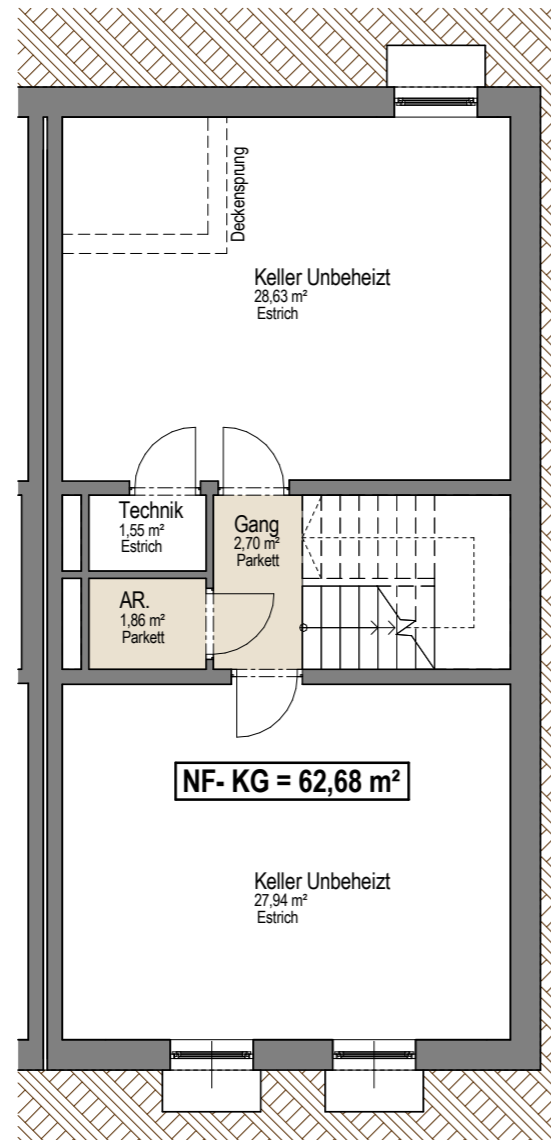 Deckensprung
Keller Unbeheizt
28,63 m²
Estrich
Technik
1,55 m²
Estrich
Gang
2,70 m²
Parkett
AR.
1,86 m²
Parkett
NF- KG = 62,68 m²
Keller Unbeheizt
27,94 m²
Estrich